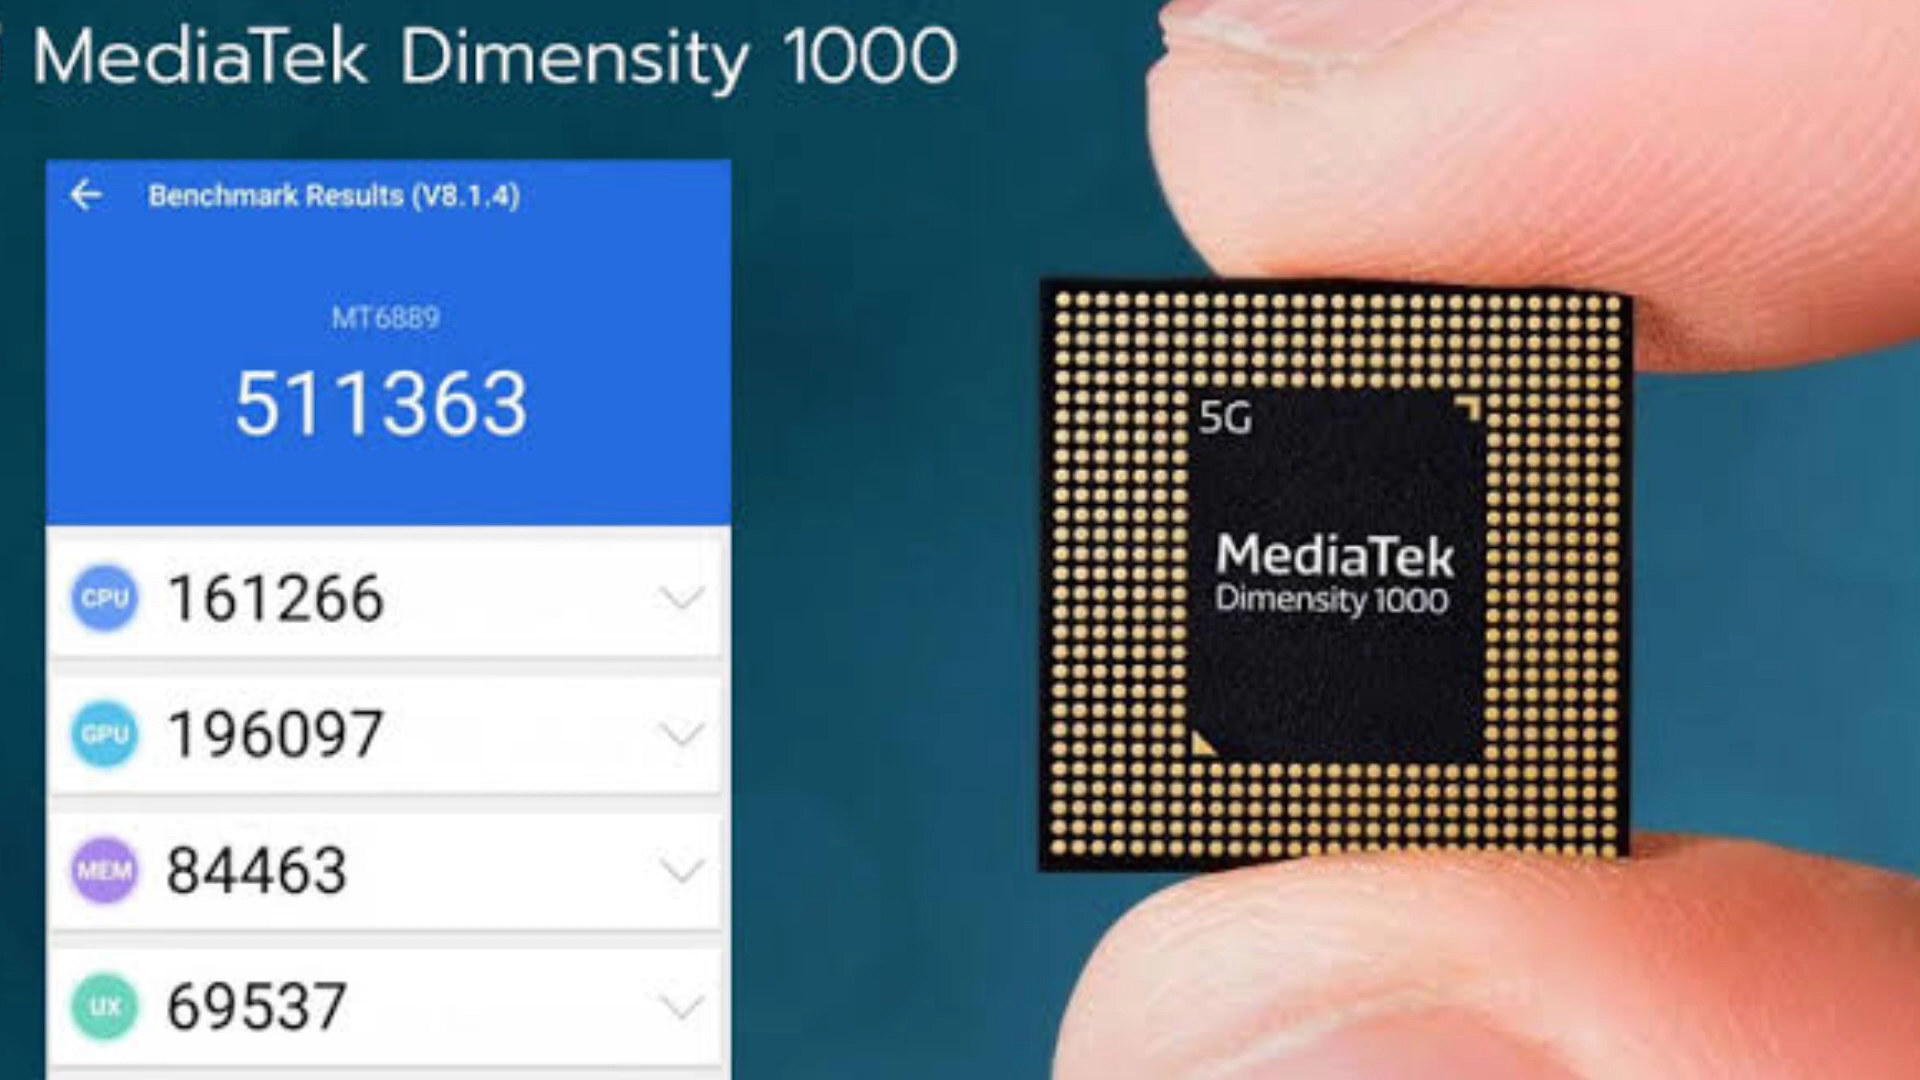 MediaTek Dimensity 1000
Benchmark Results (V8.1.4)
MT6889
511363
CPU 161266
GPU 196097
MEM 84463
UX 69537
5G
MediaTek
Dimensity 1000